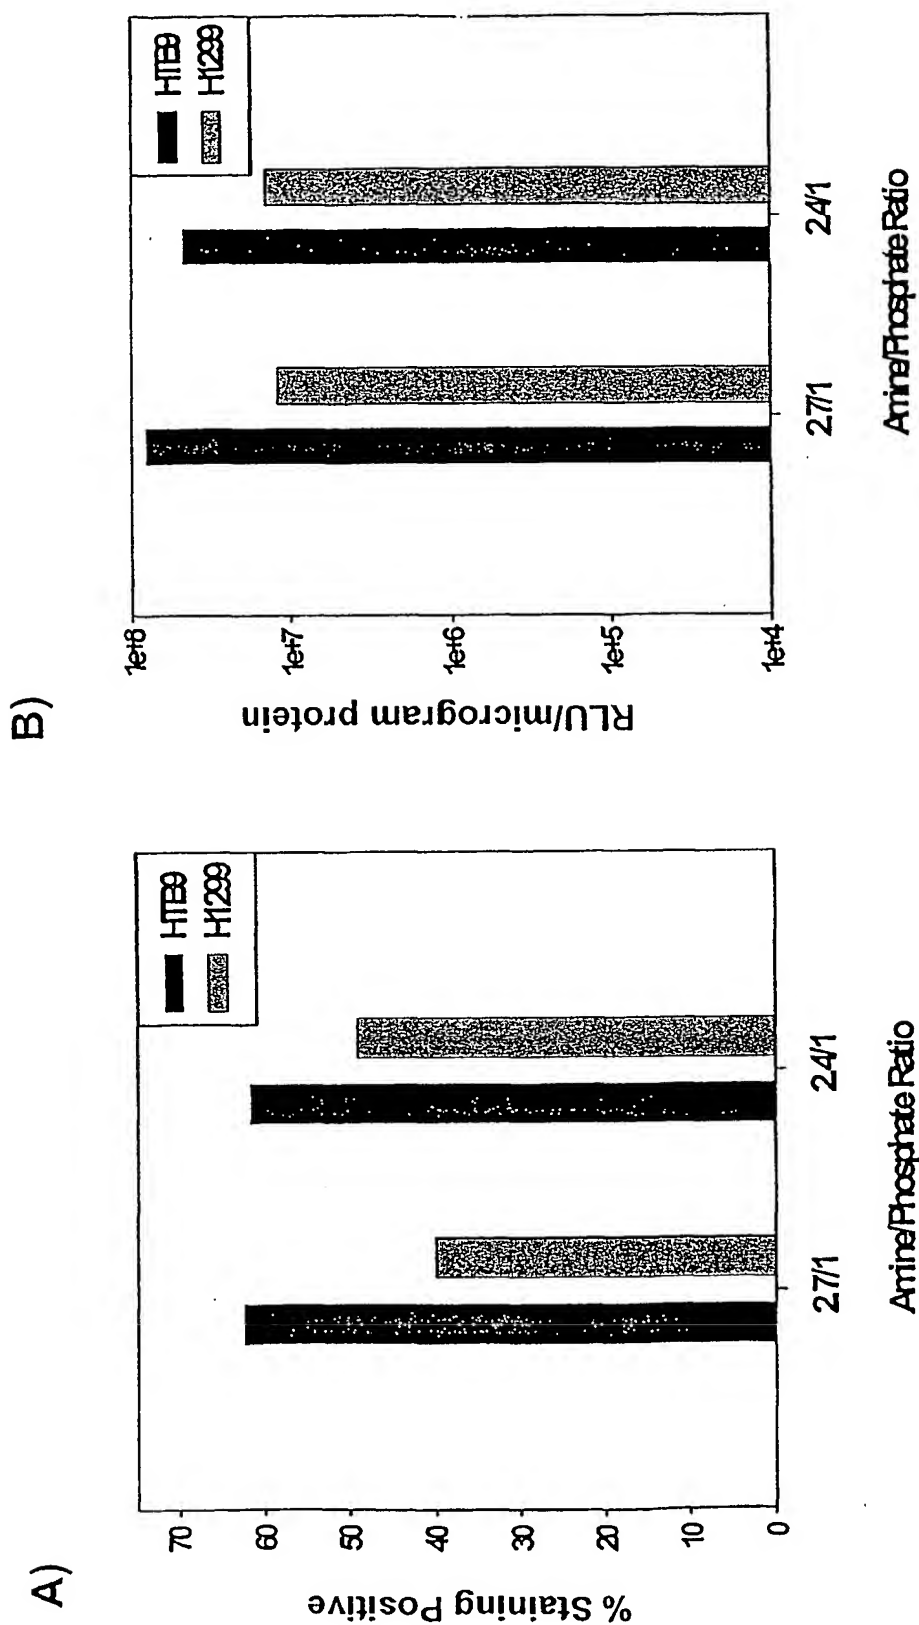 A)
% Staining Positive
70
60
50
40
30
20
10
0
HTB9
H1299
27/1
24/1
Amine/Phosphate Ratio
B)
RLU/microgram protein
1e+8
1e+7
1e+6
1e+5
1e+4
HTB9
H1299
27/1
24/1
Amine/Phosphate Ratio